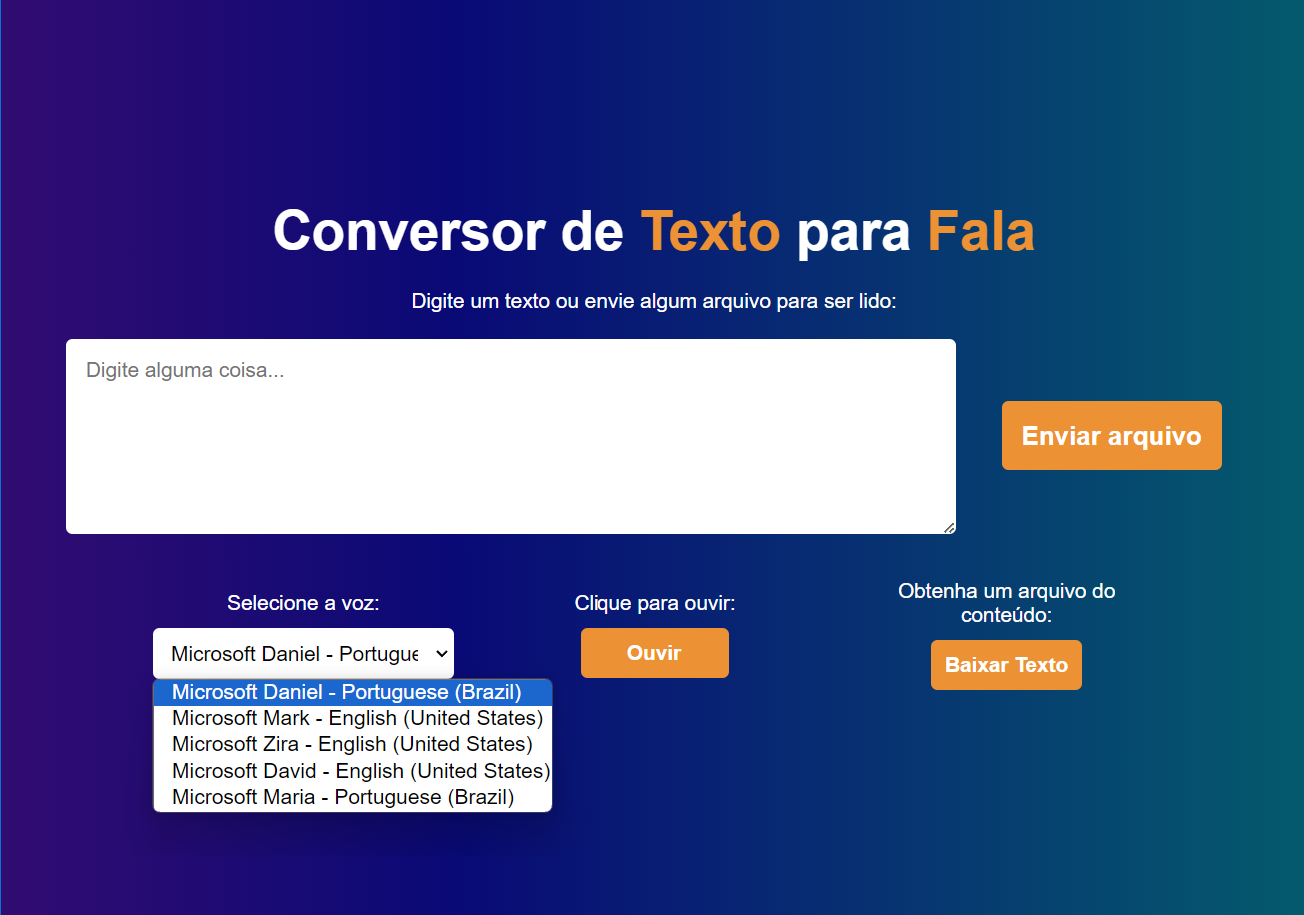 Conversor de Texto para Fala
Digite um texto ou envie algum arquivo para ser lido:
Digite alguma coisa...
Enviar arquivo
Selecione a voz:
Microsoft Daniel - Portugue
Microsoft Daniel - Portuguese (Brazil)
Microsoft Mark - English (United States)
Microsoft Zira - English (United States)
Microsoft David - English (United States)
Microsoft Maria - Portuguese (Brazil)
Clique para ouvir:
Ouvir
Obtenha um arquivo do
conteúdo:
Baixar Texto